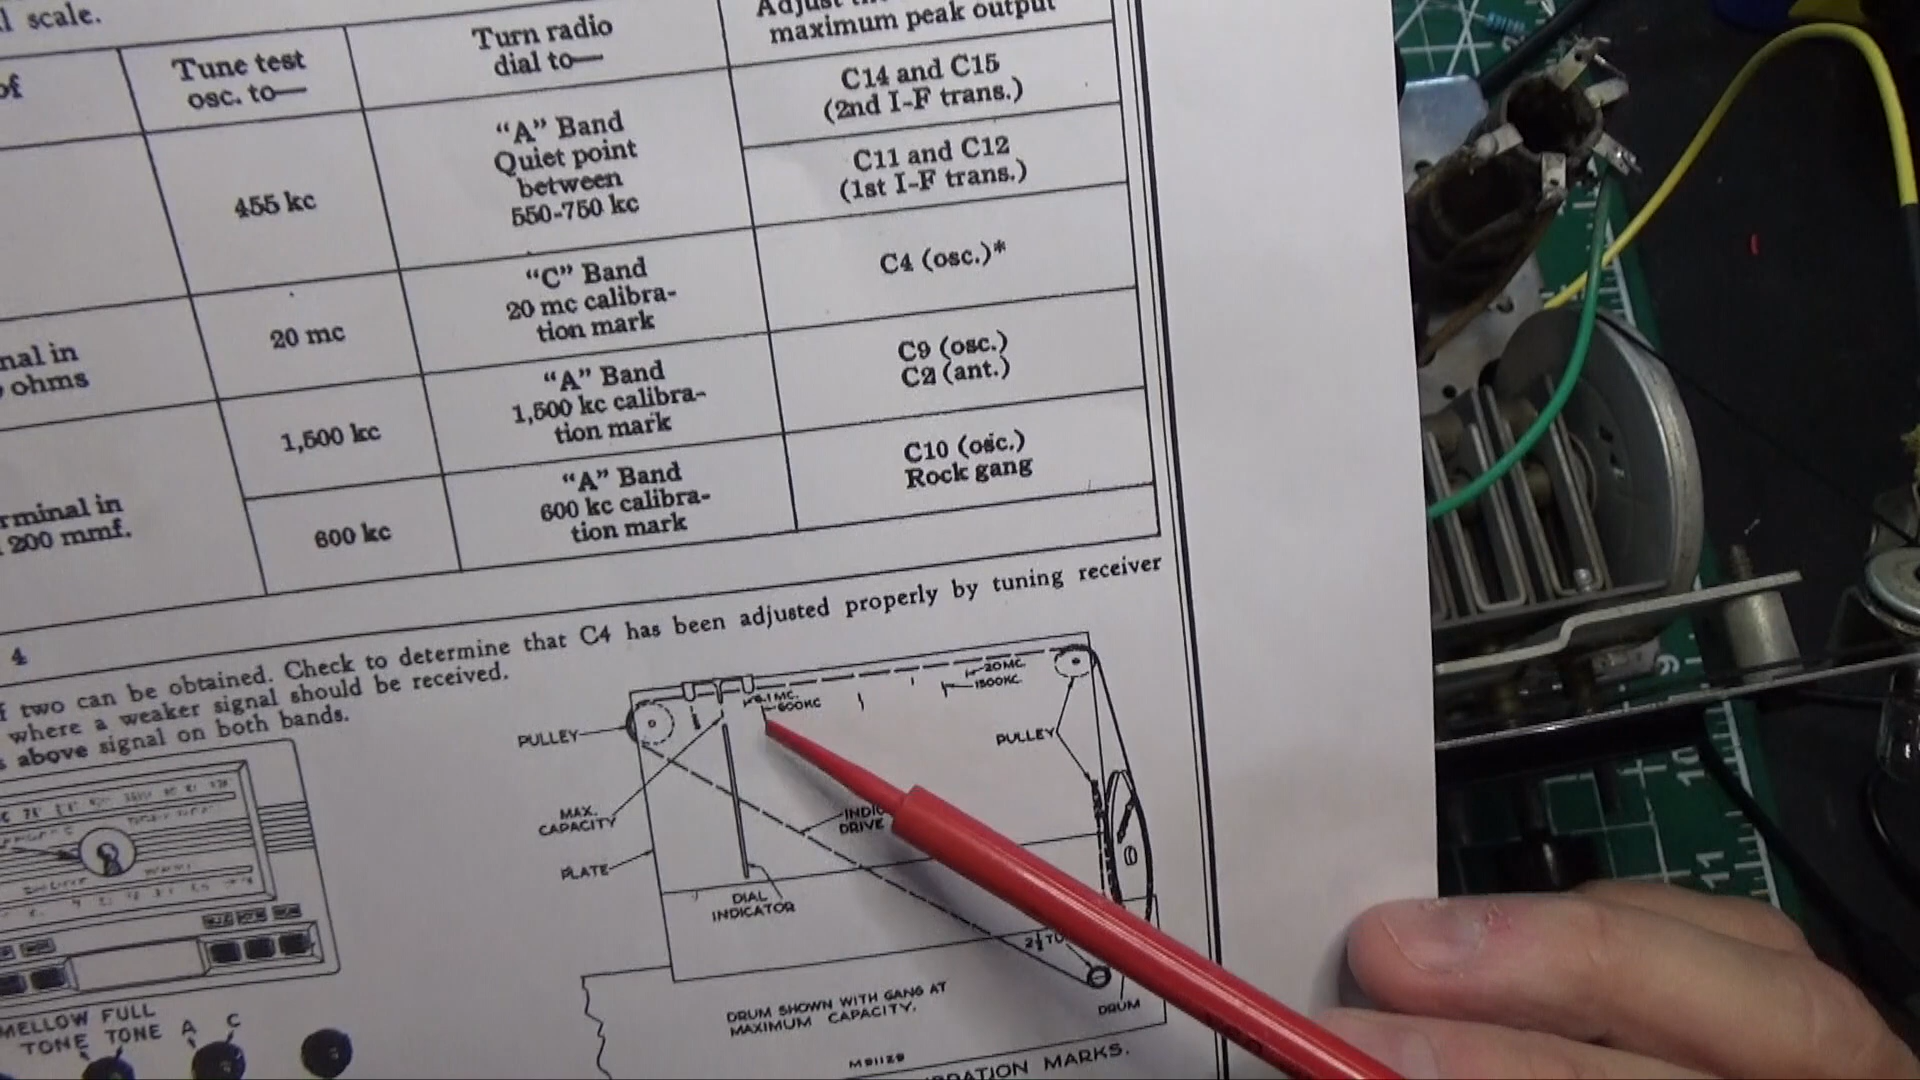 l scale.
of
Tune test
osc. to—
Turn radio
dial to—
maximum peak output
455 kc
"A" Band
Quiet point
between
550-750 kc
C14 and C15
(2nd I-F trans.)
C11 and C12
(1st I-F trans.)
20 mc
"C" Band
20 mc calibra-
tion mark
C4 (osc.)*
nal in
ohms
1,500 kc
"A" Band
1,500 kc calibra-
tion mark
C9 (osc.)
C2 (ant.)
rminal in
200 mmf.
600 kc
"A" Band
600 kc calibra-
tion mark
C10 (osc.)
Rock gang
4
f two can be obtained. Check to determine that C4 has been adjusted properly by tuning receiver
where a weaker signal should be received.
s above signal on both bands.
20MC.
1500KC.
600KC
PULLEY
PULLEY
MAX.
CAPACITY
DRIVE
PLATE
DIAL
INDICATOR
DRUM
DRUM SHOWN WITH GANG AT
MAXIMUM CAPACITY.
MELLOW FULL
TONE TONE A C
M91129
MARKS.
9
10
11